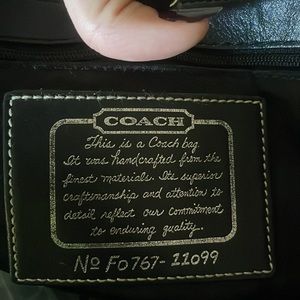 COACH
This is a Coach bag.
It was handcrafted from the
finest materials. Its superior
craftsmanship and attention to
detail reflect our commitment
to enduring quality.
Nº F0767-11099